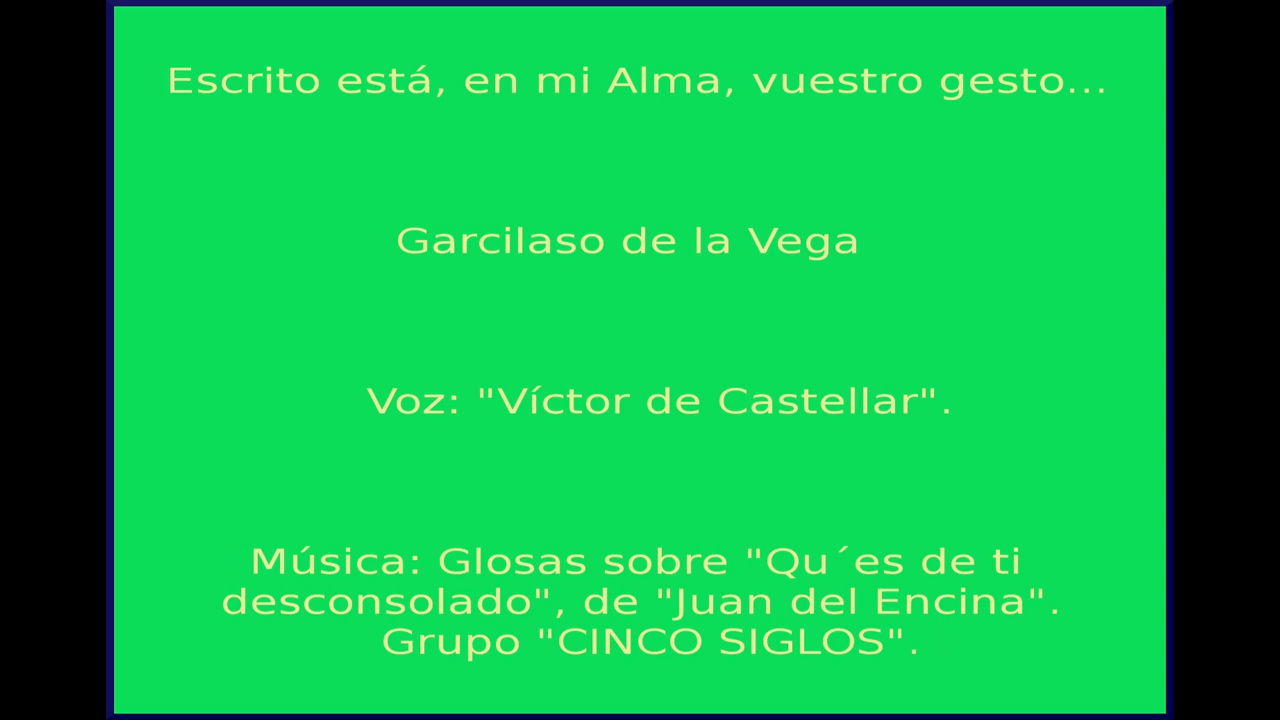 Escrito está, en mi Alma, vuestro gesto...
Garcilaso de la Vega
Voz: "Víctor de Castellar".
Música: Glosas sobre "Qu´es de ti
desconsolado", de "Juan del Encina".
Grupo "CINCO SIGLOS".